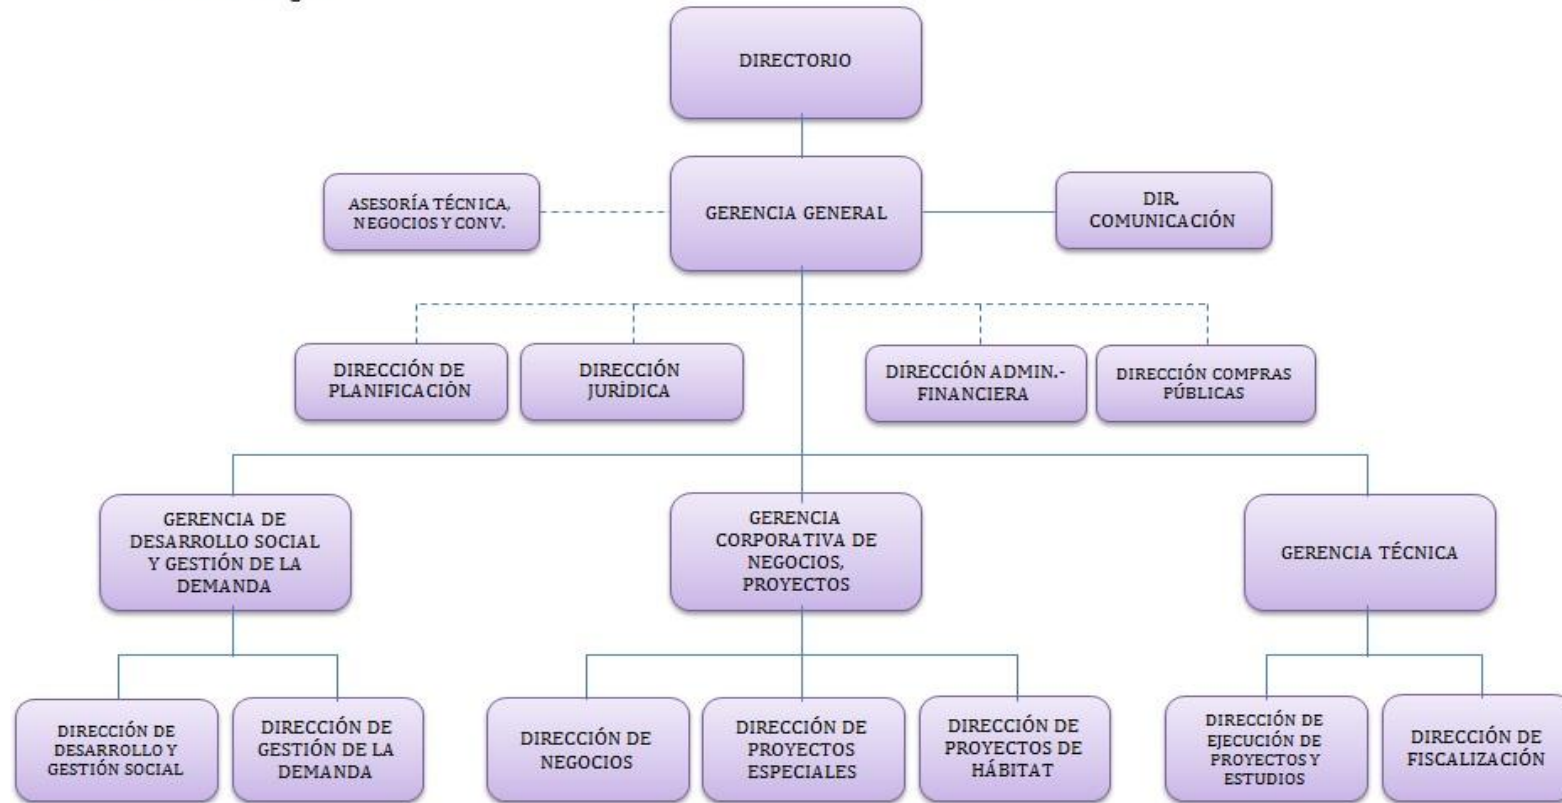 DIRECTORIO
ASESORÍA TÉCNICA,
NEGOCIOS Y CONV.
GERENCIA GENERAL
DIR.
COMUNICACIÓN
DIRECCIÓN DE
PLANIFICACIÓN
DIRECCIÓN
JURÍDICA
DIRECCIÓN ADMIN.-
FINANCIERA
DIRECCIÓN COMPRAS
PÚBLICAS
GERENCIA DE
DESARROLLO SOCIAL
Y GESTIÓN DE LA
DEMANDA
GERENCIA
CORPORATIVA DE
NEGOCIOS,
PROYECTOS
GERENCIA TÉCNICA
DIRECCIÓN DE
DESARROLLO Y
GESTIÓN SOCIAL
DIRECCIÓN DE
GESTIÓN DE LA
DEMANDA
DIRECCIÓN DE
NEGOCIOS
DIRECCIÓN DE
PROYECTOS
ESPECIALES
DIRECCIÓN DE
PROYECTOS DE
HÁBITAT
DIRECCIÓN DE
EJECUCIÓN DE
PROYECTOS Y
ESTUDIOS
DIRECCIÓN DE
FISCALIZACIÓN